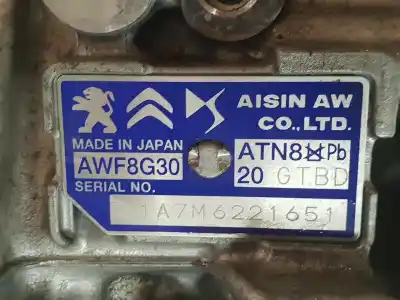 AISIN AW
CO.,LTD.
MADE IN JAPAN
AWF8G30
ATN8 Pb
20 GTBD
SERIAL NO.
1A7M6221651